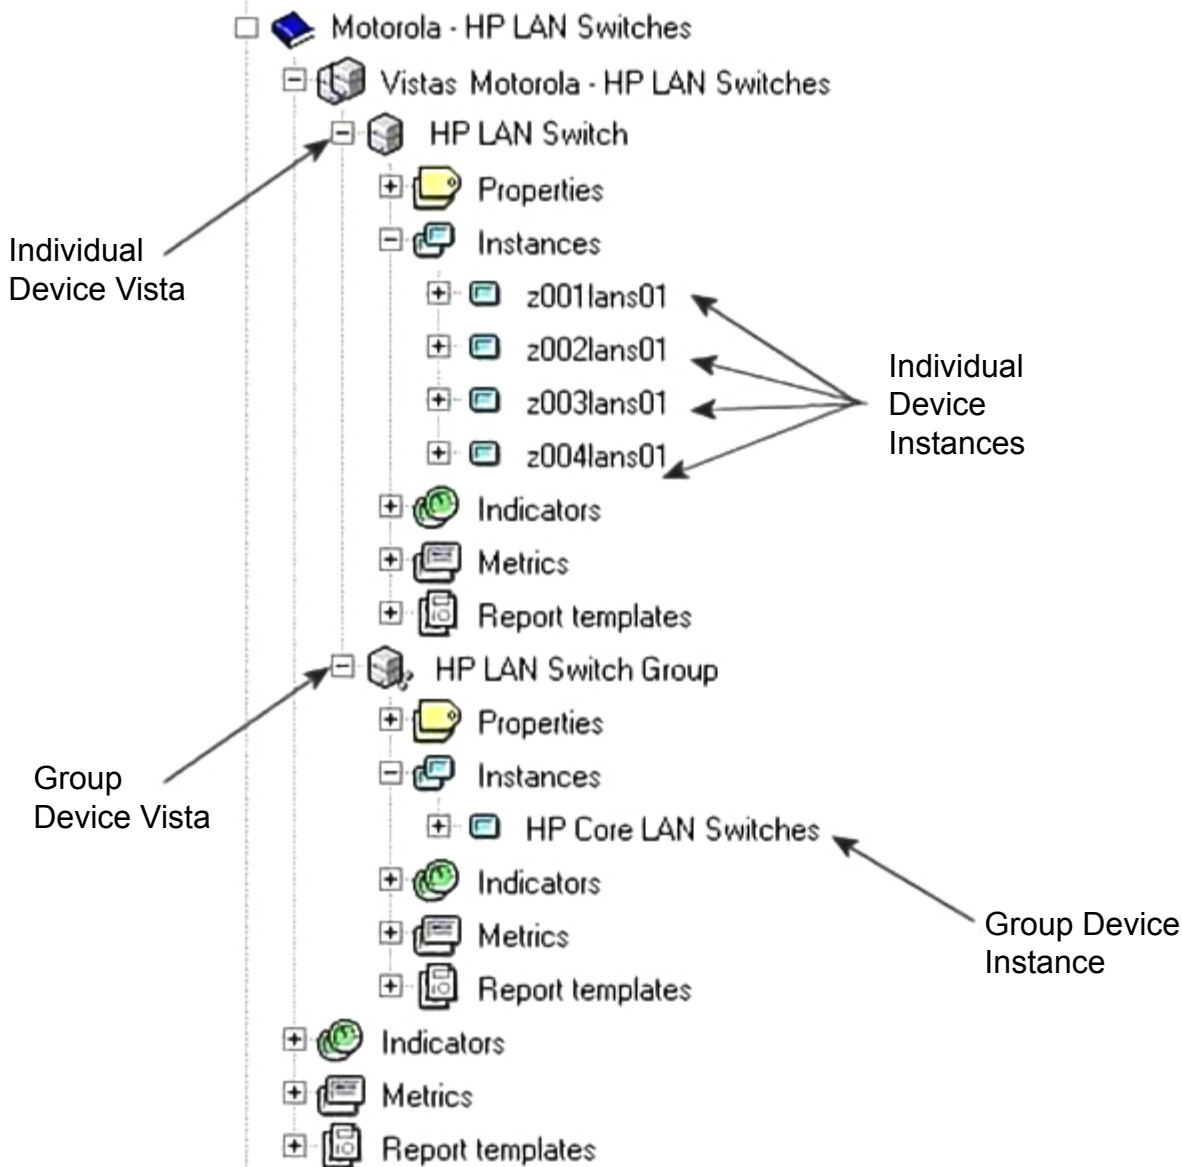 Motorola - HP LAN Switches
Vistas Motorola - HP LAN Switches
HP LAN Switch
Properties
Individual
Device Vista
Instances
z001lans01
z002lans01
z003lans01
z004lans01
Individual
Device
Instances
Indicators
Metrics
Report templates
HP LAN Switch Group
Properties
Group
Device Vista
Instances
HP Core LAN Switches
Indicators
Group Device
Instance
Metrics
Report templates
Indicators
Metrics
Report templates